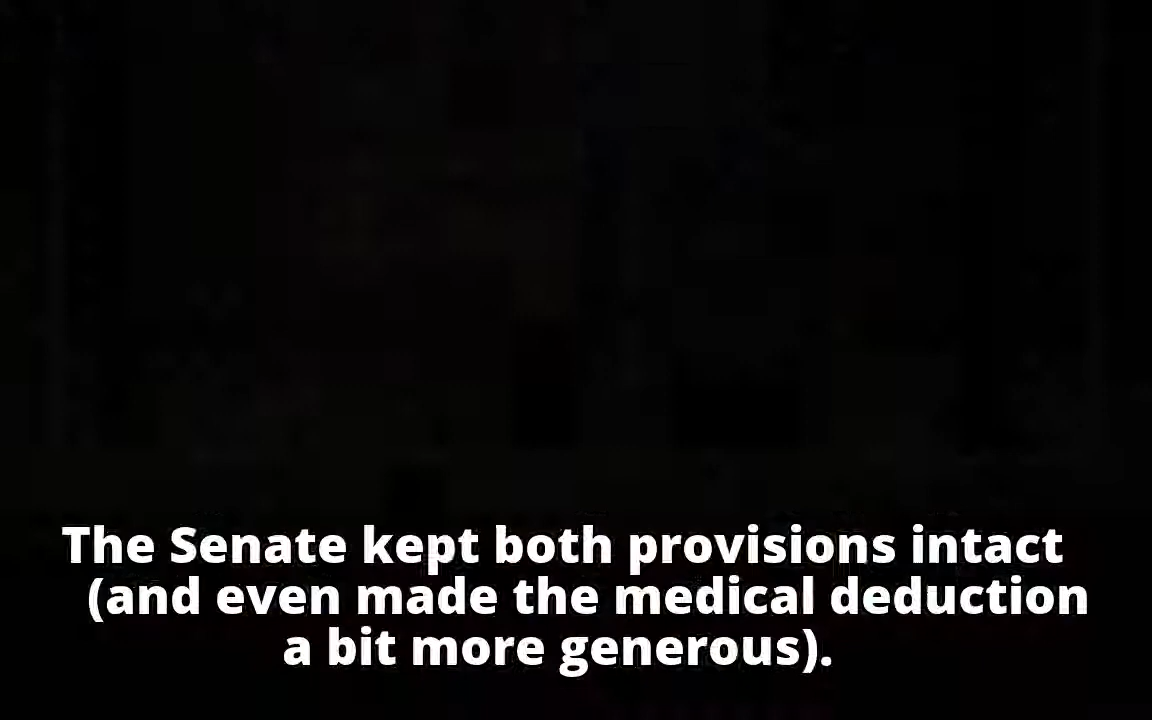 The Senate kept both provisions intact
(and even made the medical deduction
a bit more generous).